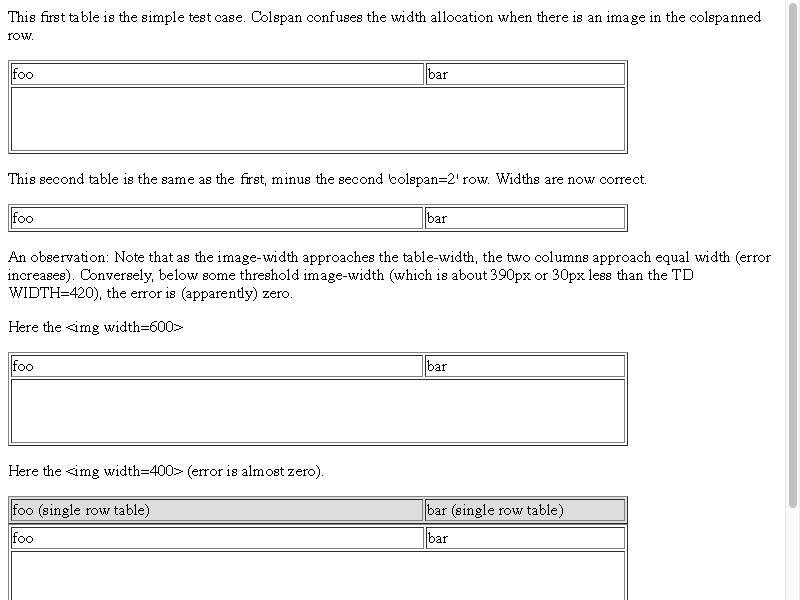 This first table is the simple test case. Colspan confuses the width allocation when there is an image in the colspanned
row.
foo bar
This second table is the same as the first, minus the second 'colspan=2' row. Widths are now correct.
foo bar
An observation: Note that as the image-width approaches the table-width, the two columns approach equal width (error
increases). Conversely, below some threshold image-width (which is about 390px or 30px less than the TD
WIDTH=420), the error is (apparently) zero.
Here the <img width=600>
foo bar
Here the <img width=400> (error is almost zero).
foo (single row table) bar (single row table)
foo bar